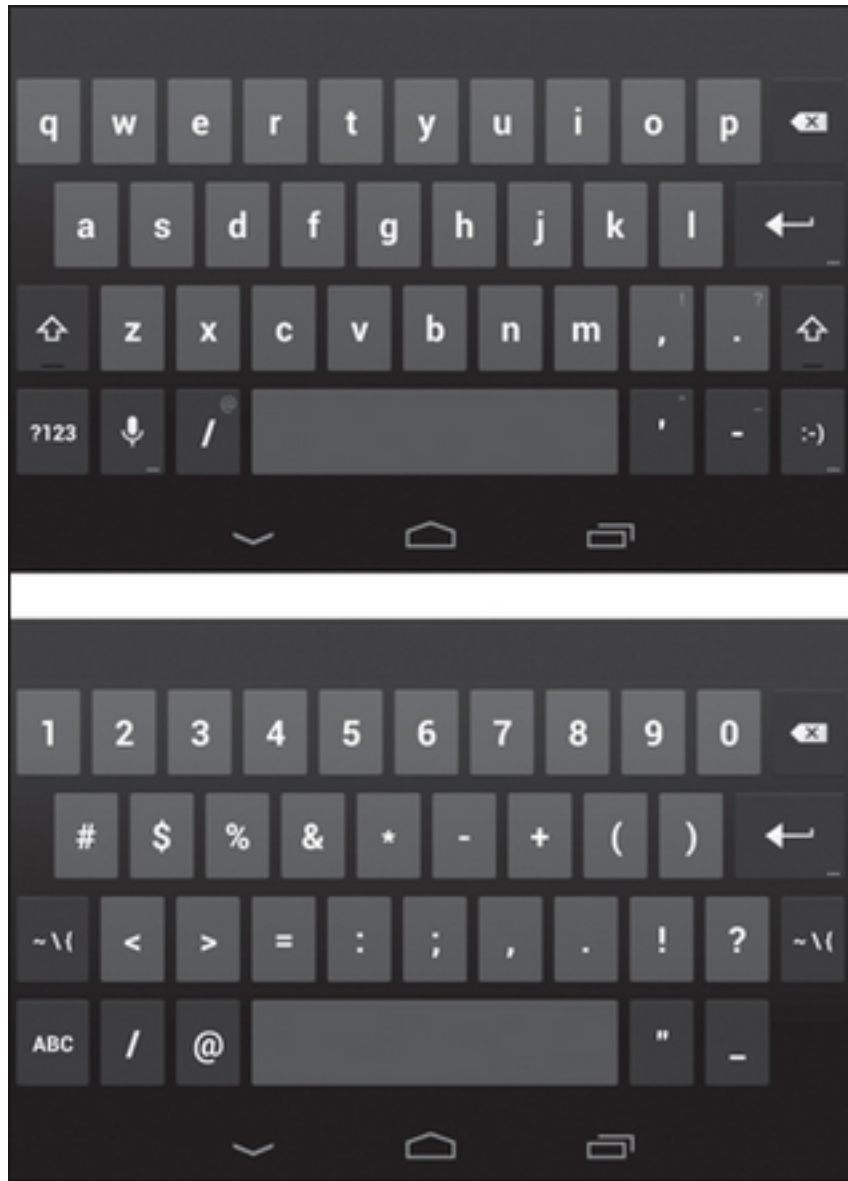 q w e r t y u i o p
a s d f g h j k l
z x c v b n m , ! . ?
?123 / @ ' " - _ :-)
1 2 3 4 5 6 7 8 9 0
# $ % & * - + ( )
~\{ < > = : ; , . ! ? ~\{
ABC / @ " _